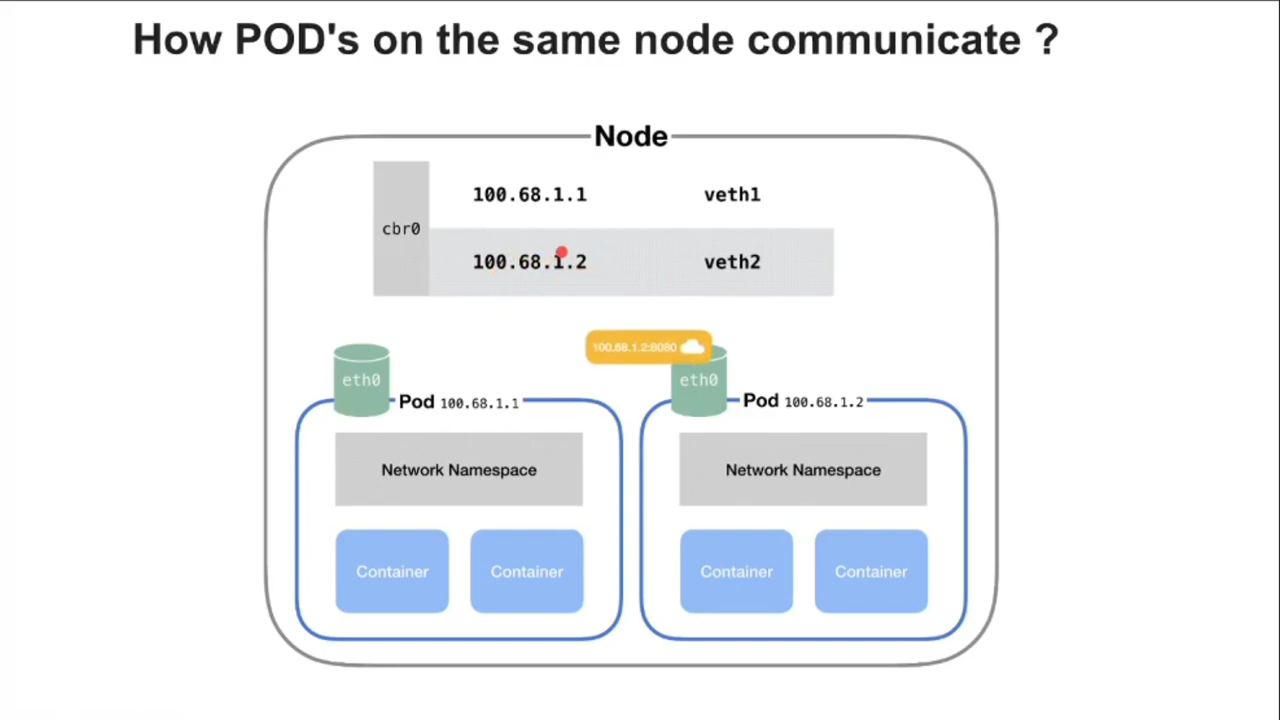 How POD's on the same node communicate ?
Node
cbr0
100.68.1.1 veth1
100.68.1.2 veth2
100.68.1.2:8080
eth0
eth0
Pod 100.68.1.1
Pod 100.68.1.2
Network Namespace
Network Namespace
Container Container
Container Container